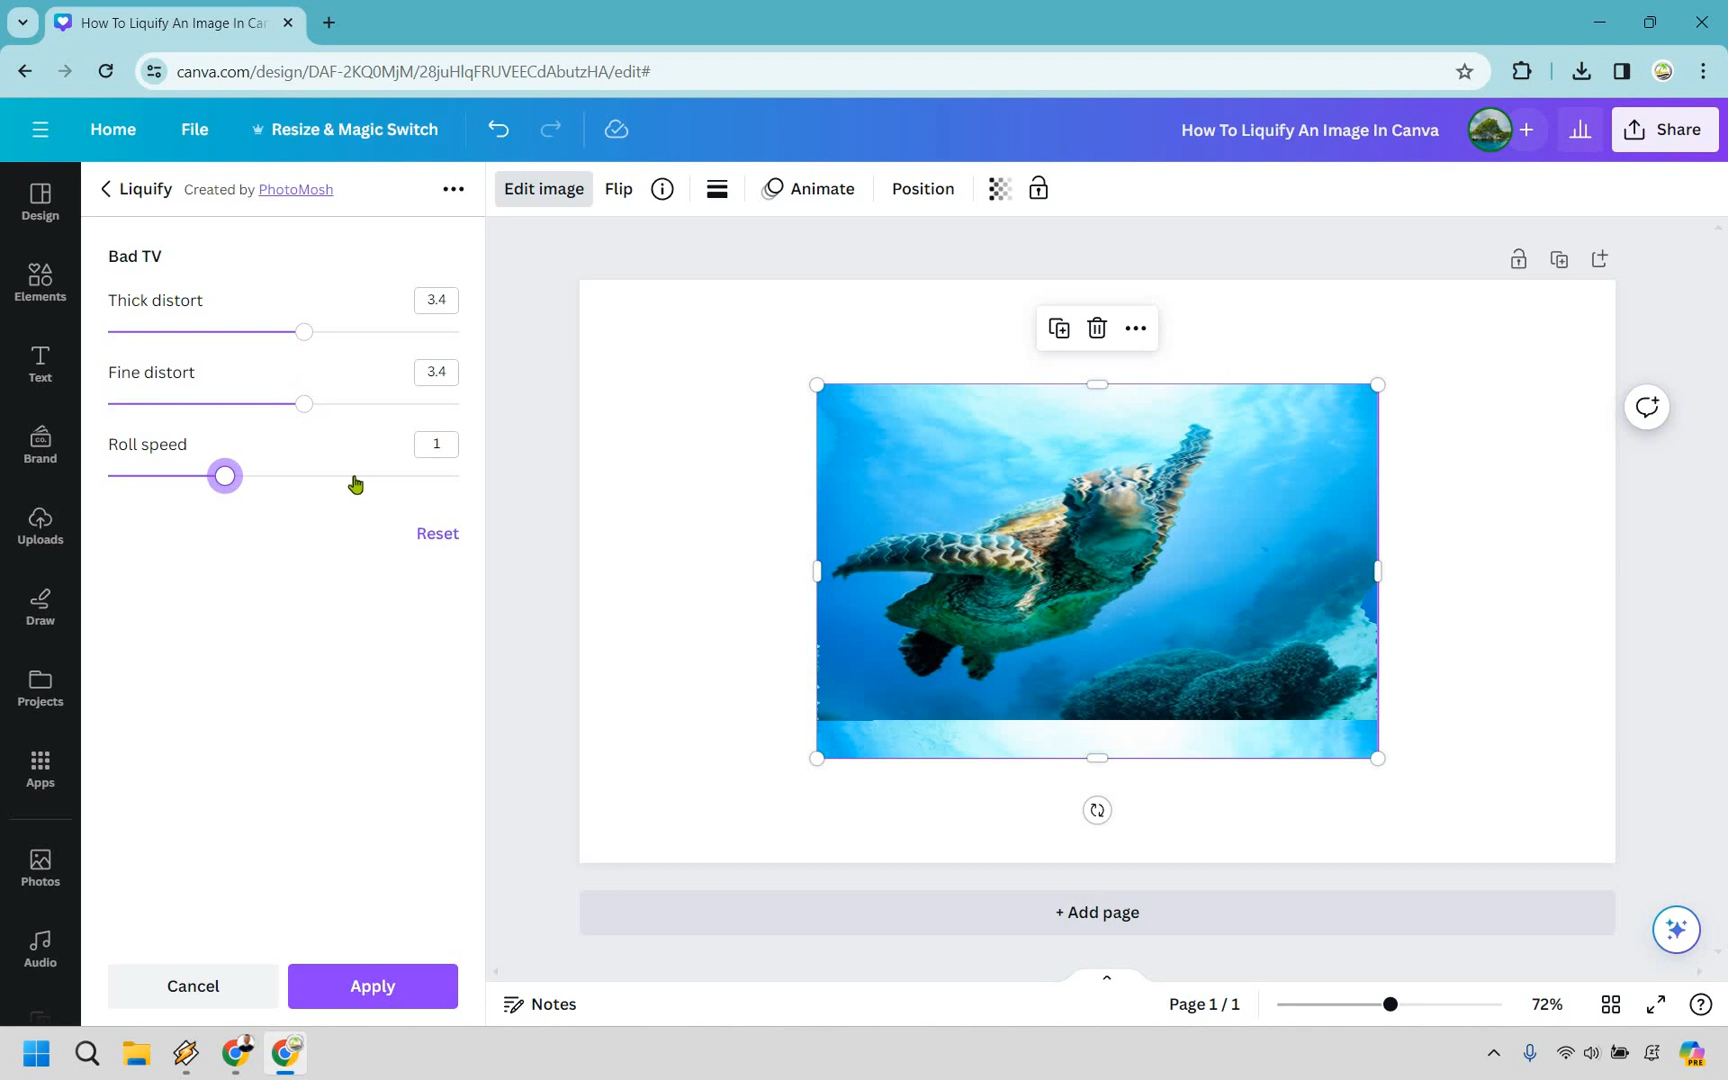 How To Liquify An Image In Ca
canva.com/design/DAF-2KQ0MjM/28juHlqFRUVEECdAbutzHA/edit#
Home
File
Resize & Magic Switch
How To Liquify An Image In Canva
Share
Liquify
Created by PhotoMosh
Edit image
Flip
Animate
Position
Design
Elements
Text
CO.
Brand
Uploads
Draw
Projects
Apps
Photos
Audio
Bad TV
Thick distort
3.4
Fine distort
3.4
Roll speed
1
Reset
Cancel
Apply
+ Add page
Notes
Page 1 / 1
72%
PRE